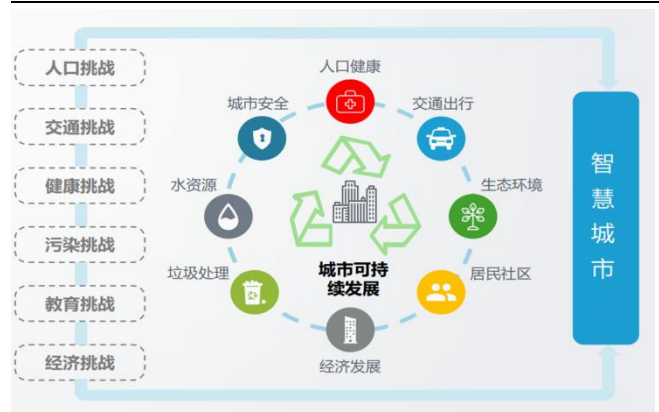 人口挑战
交通挑战
健康挑战
污染挑战
教育挑战
经济挑战
人口健康
城市安全
交通出行
水资源
生态环境
垃圾处理
居民社区
经济发展
城市可持
续发展
智慧城市